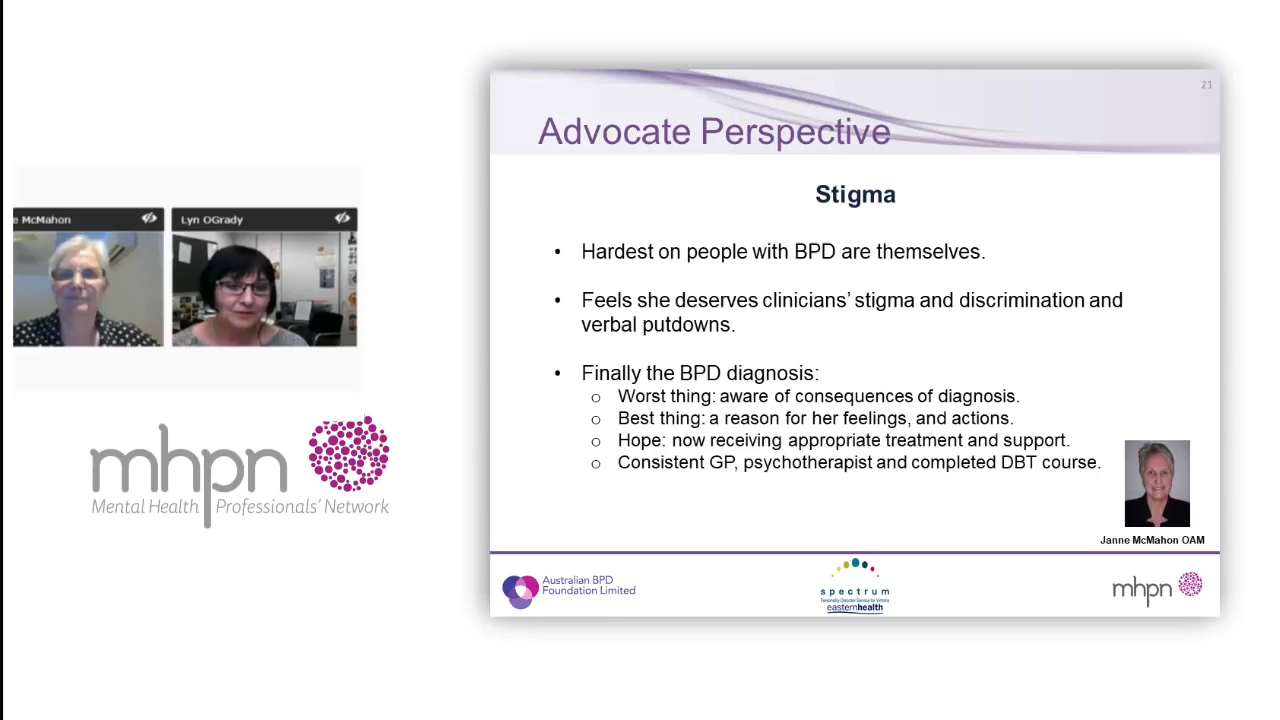 e McMahon
Lyn OGrady
mhpn
Mental Health Professionals' Network
21
Advocate Perspective
Stigma
• Hardest on people with BPD are themselves.
• Feels she deserves clinicians' stigma and discrimination and
verbal putdowns.
• Finally the BPD diagnosis:
o Worst thing: aware of consequences of diagnosis.
o Best thing: a reason for her feelings, and actions.
o Hope: now receiving appropriate treatment and support.
o Consistent GP, psychotherapist and completed DBT course.
Janne McMahon OAM
Australian BPD
Foundation Limited
spectrum
Personality Disorder Service for Victoria
easternhealth
mhpn